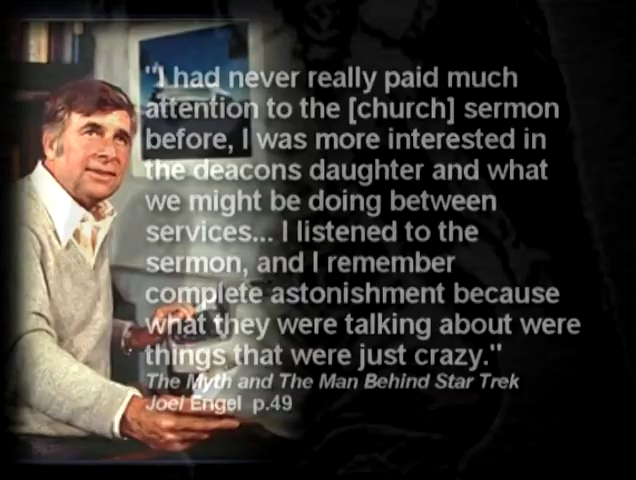 "I had never really paid much
attention to the [church] sermon
before, I was more interested in
the deacons daughter and what
we might be doing between
services... I listened to the
sermon, and I remember
complete astonishment because
what they were talking about were
things that were just crazy."
The Myth and The Man Behind Star Trek
Joel Engel p.49